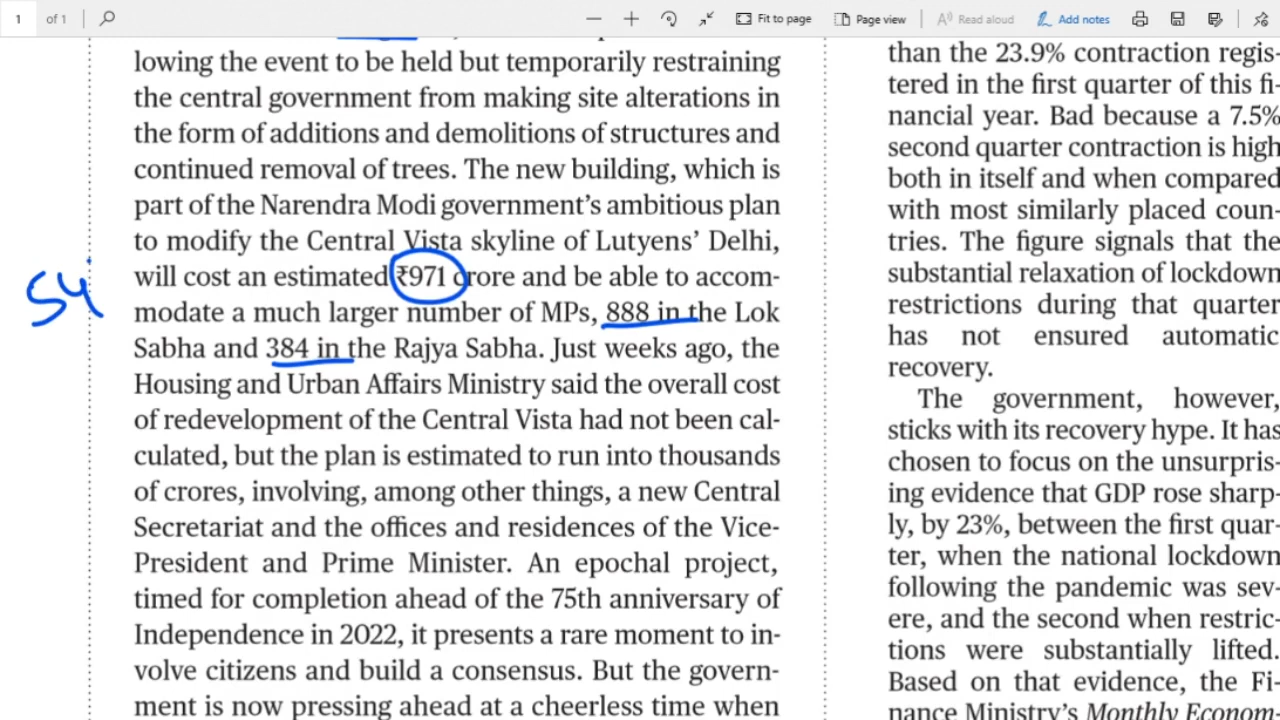 1 of 1 Fit to page Page view Read aloud Add notes
lowing the event to be held but temporarily restraining
the central government from making site alterations in
the form of additions and demolitions of structures and
continued removal of trees. The new building, which is
part of the Narendra Modi government's ambitious plan
to modify the Central Vista skyline of Lutyens' Delhi,
will cost an estimated ₹971 crore and be able to accom-
modate a much larger number of MPs, 888 in the Lok
Sabha and 384 in the Rajya Sabha. Just weeks ago, the
Housing and Urban Affairs Ministry said the overall cost
of redevelopment of the Central Vista had not been cal-
culated, but the plan is estimated to run into thousands
of crores, involving, among other things, a new Central
Secretariat and the offices and residences of the Vice-
President and Prime Minister. An epochal project,
timed for completion ahead of the 75th anniversary of
Independence in 2022, it presents a rare moment to in-
volve citizens and build a consensus. But the govern-
ment is now pressing ahead at a cheerless time when
54
than the 23.9% contraction regis-
tered in the first quarter of this fi-
nancial year. Bad because a 7.5%
second quarter contraction is high
both in itself and when compared
with most similarly placed coun-
tries. The figure signals that the
substantial relaxation of lockdown
restrictions during that quarter
has not ensured automatic
recovery.
The government, however,
sticks with its recovery hype. It has
chosen to focus on the unsurpris-
ing evidence that GDP rose sharp-
ly, by 23%, between the first quar-
ter, when the national lockdown
following the pandemic was sev-
ere, and the second when restric-
tions were substantially lifted.
Based on that evidence, the Fi-
nance Ministry's Monthly Econom-